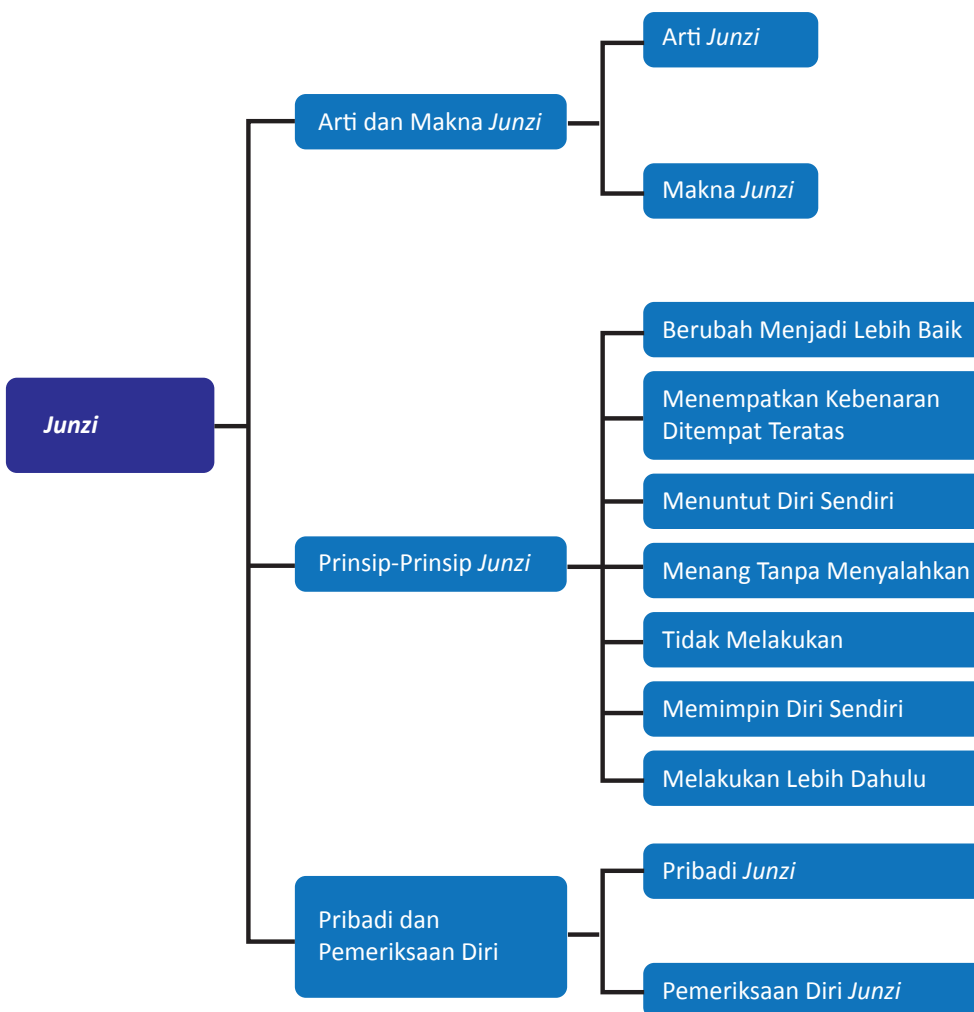 Junzi
Arti dan Makna Junzi
Arti Junzi
Makna Junzi
Prinsip-Prinsip Junzi
Berubah Menjadi Lebih Baik
Menempatkan Kebenaran
Ditempat Teratas
Menuntut Diri Sendiri
Menang Tanpa Menyalahkan
Tidak Melakukan
Memimpin Diri Sendiri
Melakukan Lebih Dahulu
Pribadi dan
Pemeriksaan Diri
Pribadi Junzi
Pemeriksaan Diri Junzi